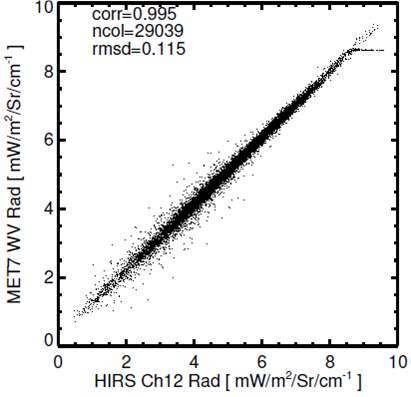 10
corr=0.995
ncol=29039
rmsd=0.115
8
6
4
2
0
MET7 WV Rad [ mW/m²/Sr/cm⁻¹ ]
0 2 4 6 8 10
HIRS Ch12 Rad [ mW/m²/Sr/cm⁻¹ ]